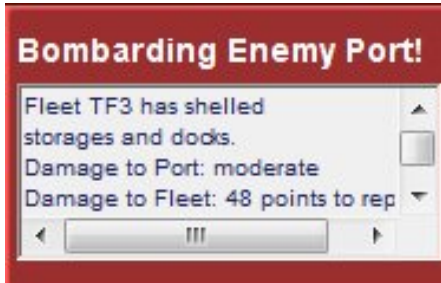 Bombarding Enemy Port!
Fleet TF3 has shelled
storages and docks.
Damage to Port: moderate
Damage to Fleet: 48 points to rep